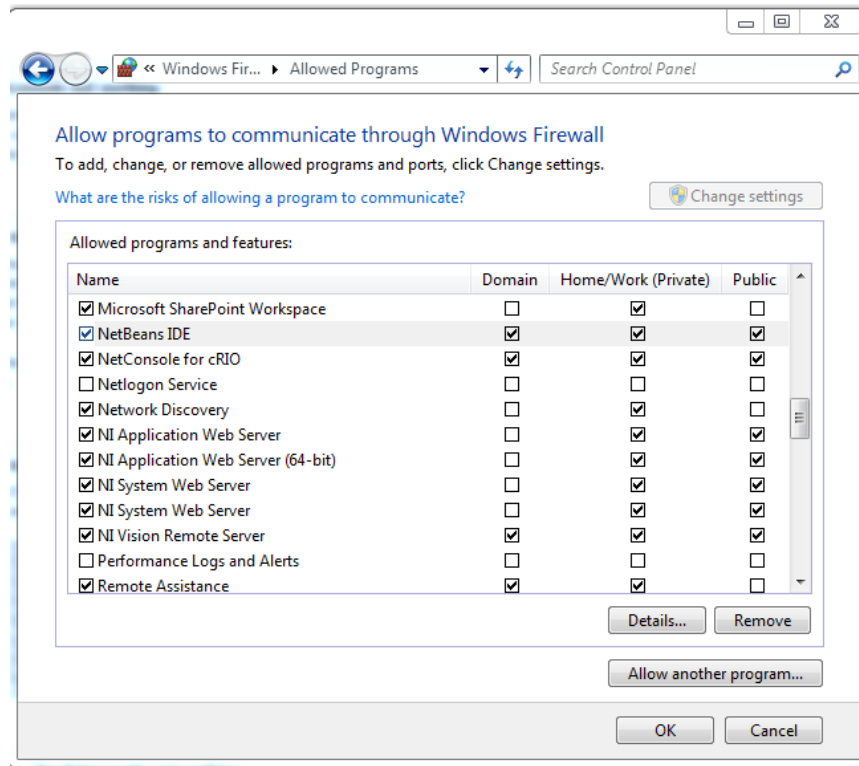 « Windows Fir... ▸ Allowed Programs
Search Control Panel
Allow programs to communicate through Windows Firewall
To add, change, or remove allowed programs and ports, click Change settings.
What are the risks of allowing a program to communicate?
Change settings
Allowed programs and features:
Name Domain Home/Work (Private) Public
Microsoft SharePoint Workspace
NetBeans IDE
NetConsole for cRIO
Netlogon Service
Network Discovery
NI Application Web Server
NI Application Web Server (64-bit)
NI System Web Server
NI System Web Server
NI Vision Remote Server
Performance Logs and Alerts
Remote Assistance
Details... Remove
Allow another program...
OK Cancel